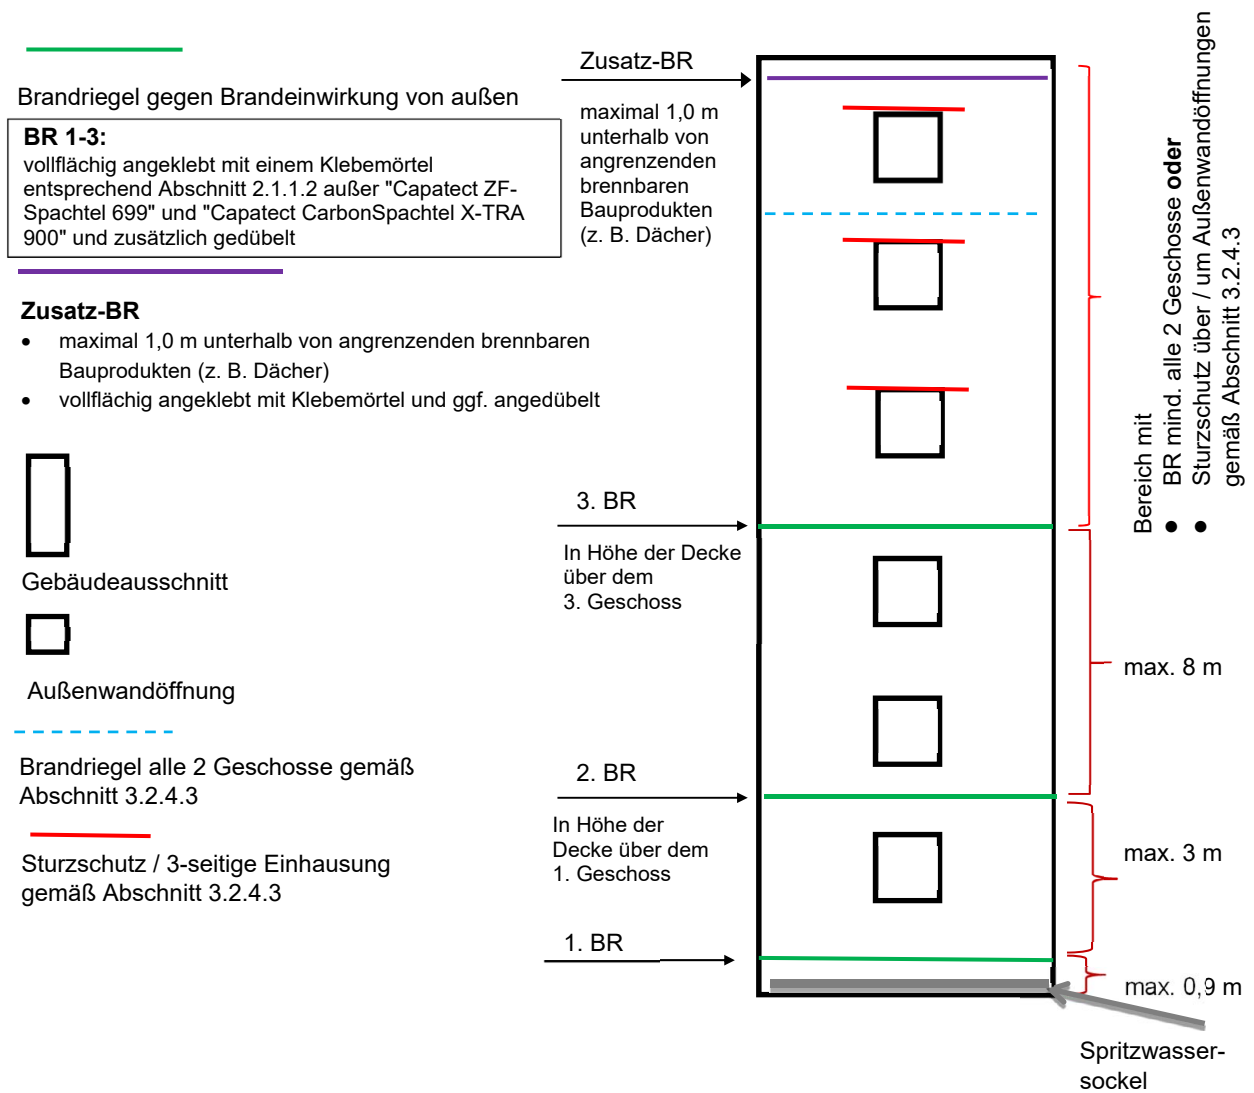 Brandriegel gegen Brandeinwirkung von außen
BR 1-3:
vollflächig angeklebt mit einem Klebemörtel
entsprechend Abschnitt 2.1.1.2 außer "Capatect ZF-
Spachtel 699" und "Capatect CarbonSpachtel X-TRA
900" und zusätzlich gedübelt
Zusatz-BR
• maximal 1,0 m unterhalb von angrenzenden brennbaren
Bauprodukten (z. B. Dächer)
• vollflächig angeklebt mit Klebemörtel und ggf. angedübelt
Gebäudeausschnitt
Außenwandöffnung
Brandriegel alle 2 Geschosse gemäß
Abschnitt 3.2.4.3
Sturzschutz / 3-seitige Einhausung
gemäß Abschnitt 3.2.4.3
Zusatz-BR
maximal 1,0 m
unterhalb von
angrenzenden
brennbaren
Bauprodukten
(z. B. Dächer)
3. BR
In Höhe der Decke
über dem
3. Geschoss
2. BR
In Höhe der
Decke über dem
1. Geschoss
1. BR
Bereich mit
• BR mind. alle 2 Geschosse oder
• Sturzschutz über / um Außenwandöffnungen
gemäß Abschnitt 3.2.4.3
max. 8 m
max. 3 m
max. 0,9 m
Spritzwasser-
sockel